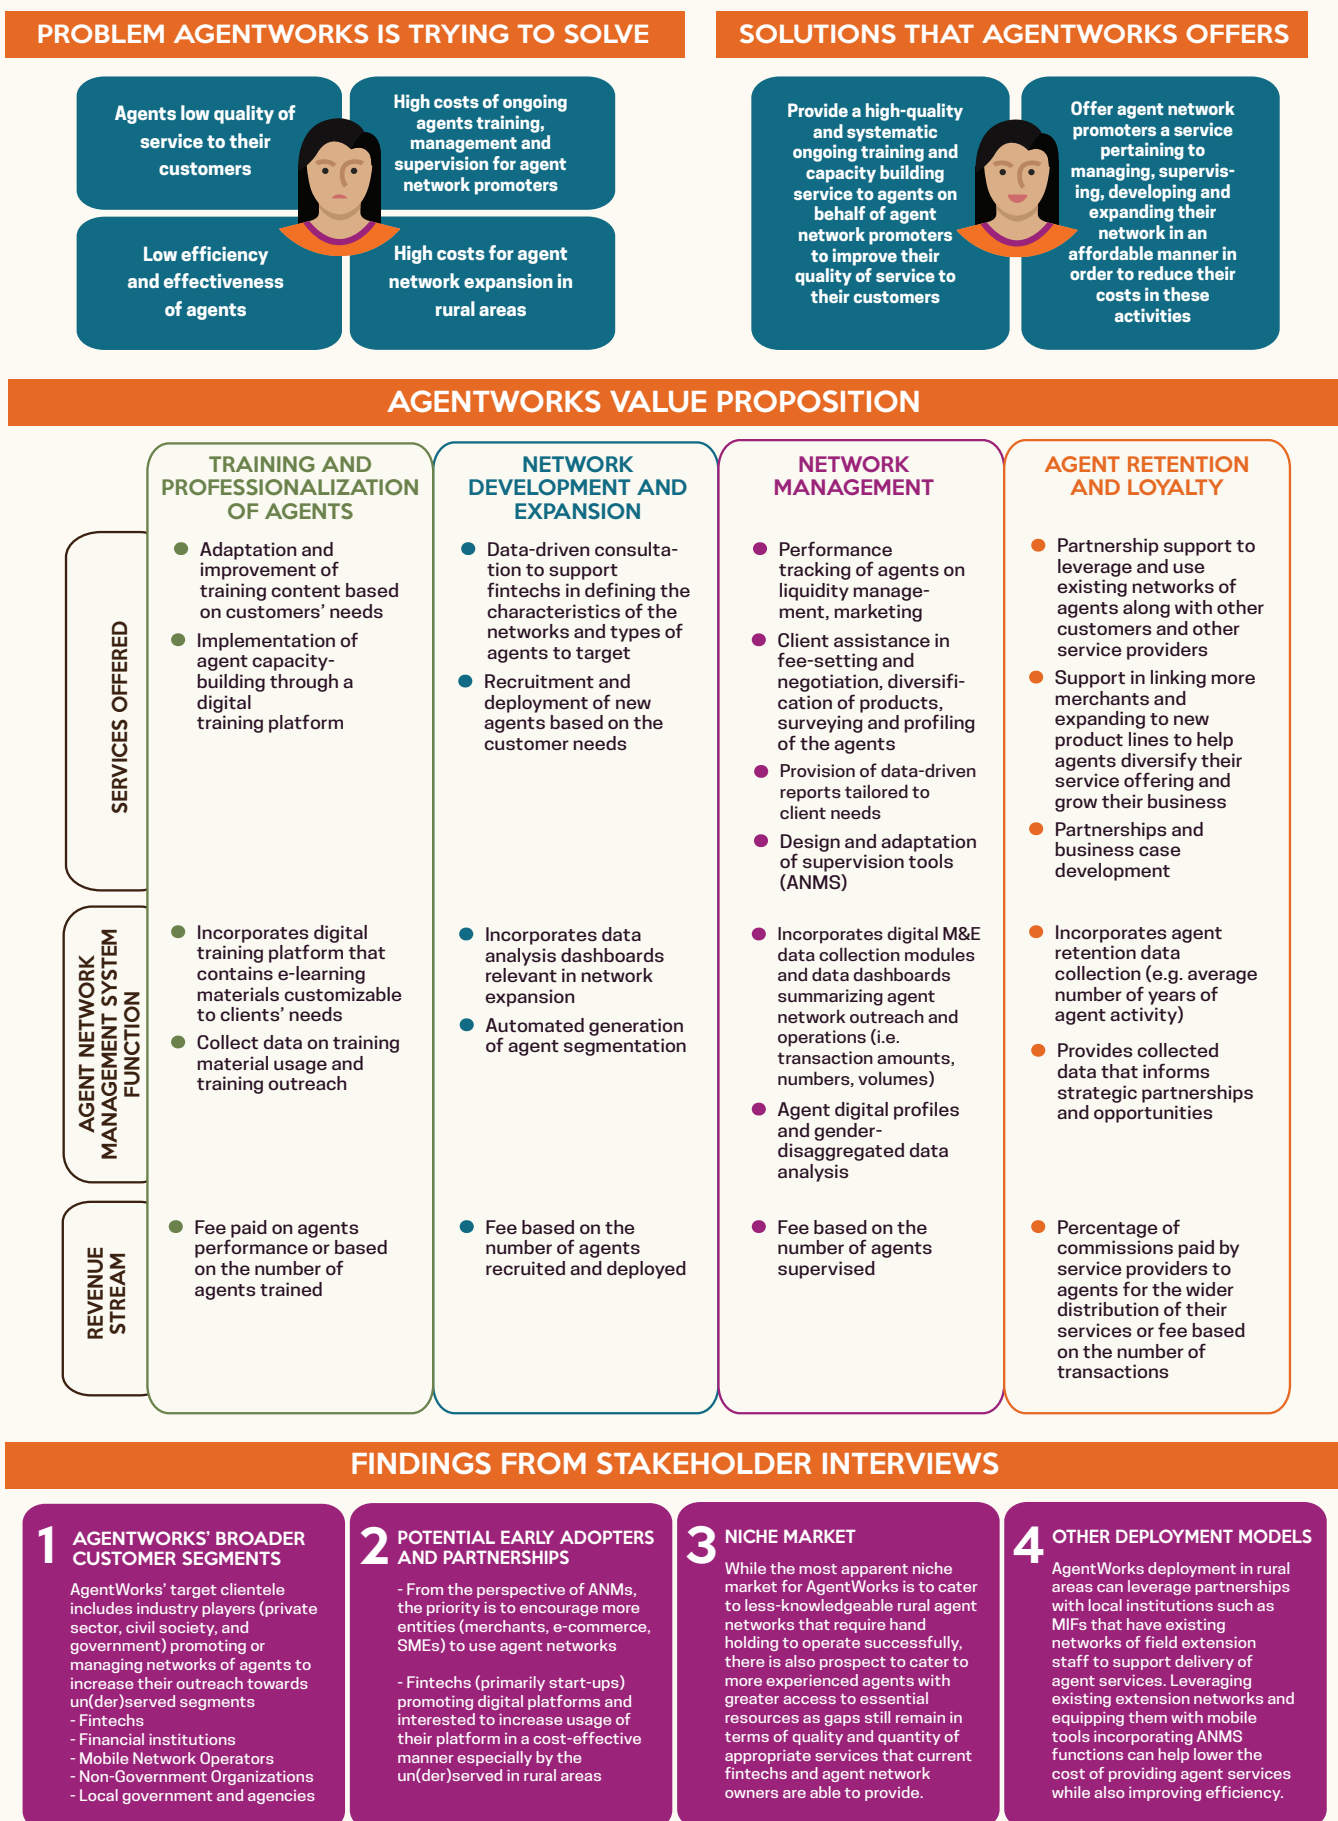 PROBLEM AGENTWORKS IS TRYING TO SOLVE
Agents low quality of
service to their
customers
High costs of ongoing
agents training,
management and
supervision for agent
network promoters
Low efficiency
and effectiveness
of agents
High costs for agent
network expansion in
rural areas
SOLUTIONS THAT AGENTWORKS OFFERS
Provide a high-quality
and systematic
ongoing training and
capacity building
service to agents on
behalf of agent
network promoters
to improve their
quality of service to
their customers
Offer agent network
promoters a service
pertaining to
managing, supervis-
ing, developing and
expanding their
network in an
affordable manner in
order to reduce their
costs in these
activities
AGENTWORKS VALUE PROPOSITION
TRAINING AND
PROFESSIONALIZATION
OF AGENTS
NETWORK
DEVELOPMENT AND
EXPANSION
NETWORK
MANAGEMENT
AGENT RETENTION
AND LOYALTY
SERVICES OFFERED
Adaptation and
improvement of
training content based
on customers' needs
Implementation of
agent capacity-
building through a
digital
training platform
Data-driven consulta-
tion to support
fintechs in defining the
characteristics of the
networks and types of
agents to target
Recruitment and
deployment of new
agents based on the
customer needs
Performance
tracking of agents on
liquidity manage-
ment, marketing
Client assistance in
fee-setting and
negotiation, diversifi-
cation of products,
surveying and profiling
of the agents
Provision of data-driven
reports tailored to
client needs
Design and adaptation
of supervision tools
(ANMS)
Partnership support to
leverage and use
existing networks of
agents along with other
customers and other
service providers
Support in linking more
merchants and
expanding to new
product lines to help
agents diversify their
service offering and
grow their business
Partnerships and
business case
development
AGENT NETWORK
MANAGEMENT SYSTEM
FUNCTION
Incorporates digital
training platform that
contains e-learning
materials customizable
to clients' needs
Collect data on training
material usage and
training outreach
Incorporates data
analysis dashboards
relevant in network
expansion
Automated generation
of agent segmentation
Incorporates digital M&E
data collection modules
and data dashboards
summarizing agent
network outreach and
operations (i.e.
transaction amounts,
numbers, volumes)
Agent digital profiles
and gender-
disaggregated data
analysis
Incorporates agent
retention data
collection (e.g. average
number of years of
agent activity)
Provides collected
data that informs
strategic partnerships
and opportunities
REVENUE
STREAM
Fee paid on agents
performance or based
on the number of
agents trained
Fee based on the
number of agents
recruited and deployed
Fee based on the
number of agents
supervised
Percentage of
commissions paid by
service providers to
agents for the wider
distribution of their
services or fee based
on the number of
transactions
FINDINGS FROM STAKEHOLDER INTERVIEWS
1 AGENTWORKS' BROADER
CUSTOMER SEGMENTS
AgentWorks' target clientele
includes industry players (private
sector, civil society, and
government) promoting or
managing networks of agents to
increase their outreach towards
un(der)served segments
- Fintechs
- Financial institutions
- Mobile Network Operators
- Non-Government Organizations
- Local government and agencies
2 POTENTIAL EARLY ADOPTERS
AND PARTNERSHIPS
- From the perspective of ANMs,
the priority is to encourage more
entities (merchants, e-commerce,
SMEs) to use agent networks
- Fintechs (primarily start-ups)
promoting digital platforms and
interested to increase usage of
their platform in a cost-effective
manner especially by the
un(der)served in rural areas
3 NICHE MARKET
While the most apparent niche
market for AgentWorks is to cater
to less-knowledgeable rural agent
networks that require hand
holding to operate successfully,
there is also prospect to cater to
more experienced agents with
greater access to essential
resources as gaps still remain in
terms of quality and quantity of
appropriate services that current
fintechs and agent network
owners are able to provide.
4 OTHER DEPLOYMENT MODELS
AgentWorks deployment in rural
areas can leverage partnerships
with local institutions such as
MIFs that have existing
networks of field extension
staff to support delivery of
agent services. Leveraging
existing extension networks and
equipping them with mobile
tools incorporating ANMS
functions can help lower the
cost of providing agent services
while also improving efficiency.